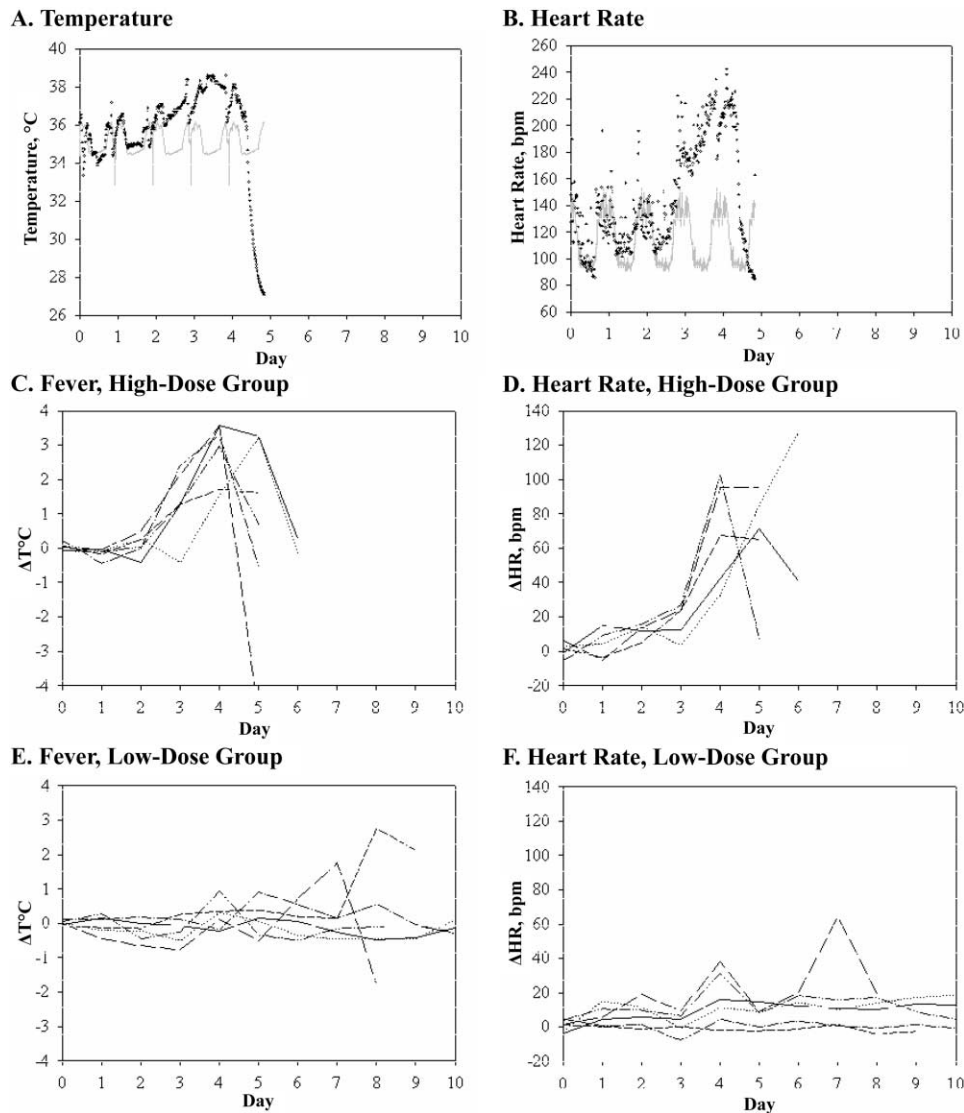 A. Temperature
40
38
36
34
32
30
28
26
Temperature, °C
0 1 2 3 4 5 6 7 8 9 10
Day
B. Heart Rate
260
240
220
200
180
160
140
120
100
80
60
Heart Rate, bpm
0 1 2 3 4 5 6 7 8 9 10
Day
C. Fever, High-Dose Group
4
3
2
1
0
-1
-2
-3
-4
ΔT°C
0 1 2 3 4 5 6 7 8 9 10
Day
D. Heart Rate, High-Dose Group
140
120
100
80
60
40
20
0
-20
ΔHR, bpm
0 1 2 3 4 5 6 7 8 9 10
Day
E. Fever, Low-Dose Group
4
3
2
1
0
-1
-2
-3
-4
ΔT°C
0 1 2 3 4 5 6 7 8 9 10
Day
F. Heart Rate, Low-Dose Group
140
120
100
80
60
40
20
0
-20
ΔHR, bpm
0 1 2 3 4 5 6 7 8 9 10
Day